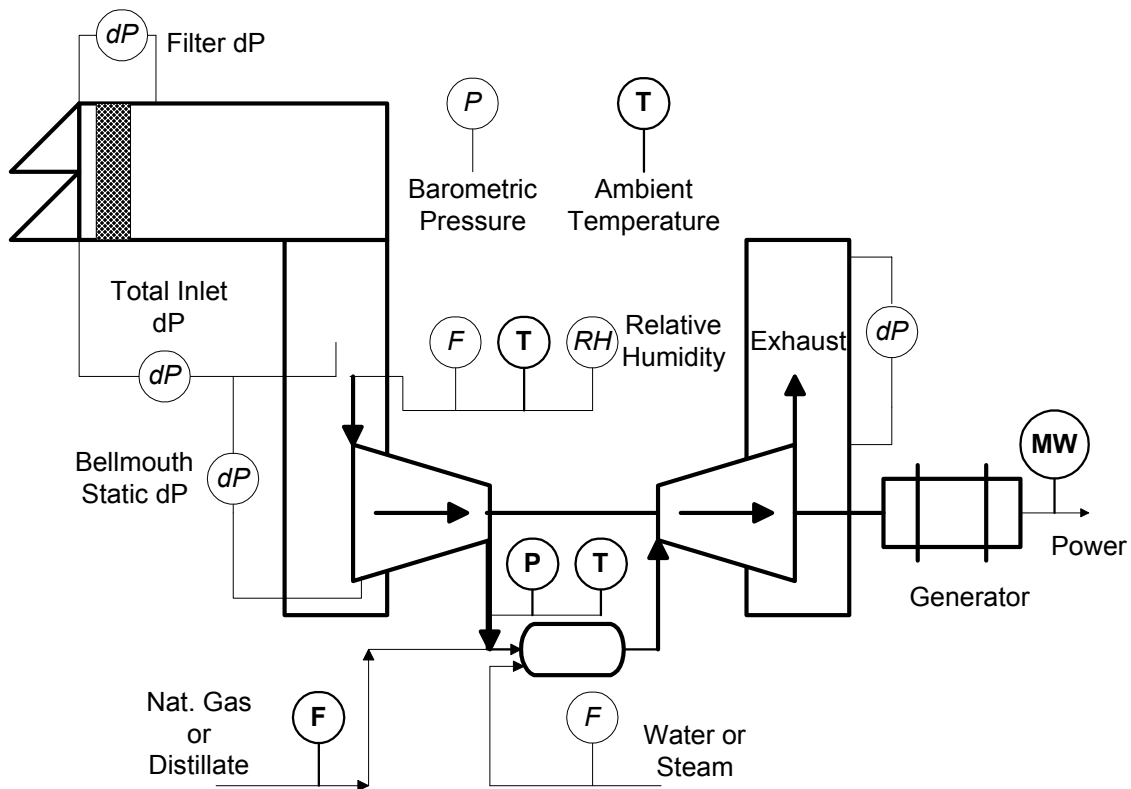 dP
Filter dP
P
T
Barometric
Pressure
Ambient
Temperature
Total Inlet
dP
dP
F
T
RH
Relative
Humidity
Exhaust
dP
Bellmouth
Static dP
dP
MW
Power
P
T
Generator
Nat. Gas
or
Distillate
F
F
Water or
Steam